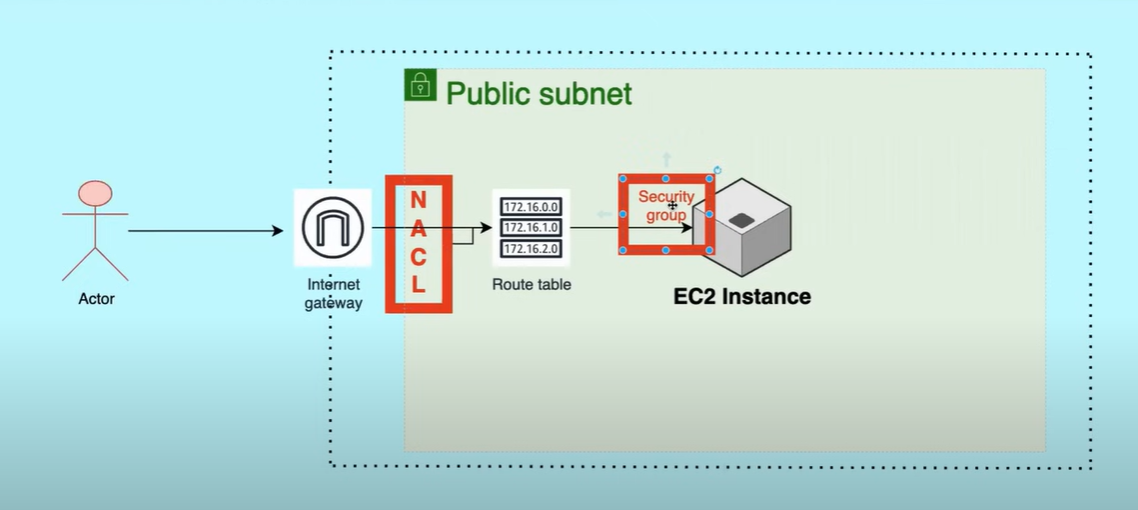 Public subnet
N
A
C
L
172.16.0.0
172.16.1.0
172.16.2.0
Security
group
Actor
Internet
gateway
Route table
EC2 Instance